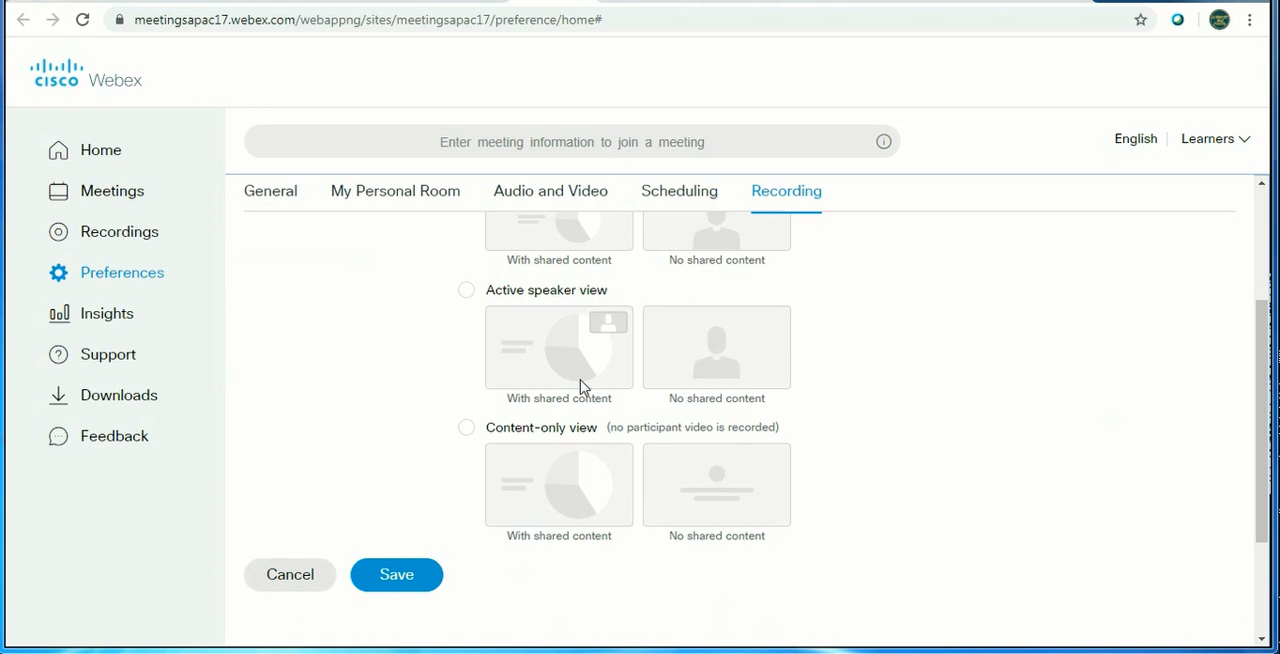 meetingsapac17.webex.com/webappng/sites/meetingsapac17/preference/home#
CISCO Webex
Enter meeting information to join a meeting
English Learners
Home
Meetings
Recordings
Preferences
Insights
Support
Downloads
Feedback
General My Personal Room Audio and Video Scheduling Recording
With shared content No shared content
Active speaker view
With shared content No shared content
Content-only view (no participant video is recorded)
With shared content No shared content
Cancel Save